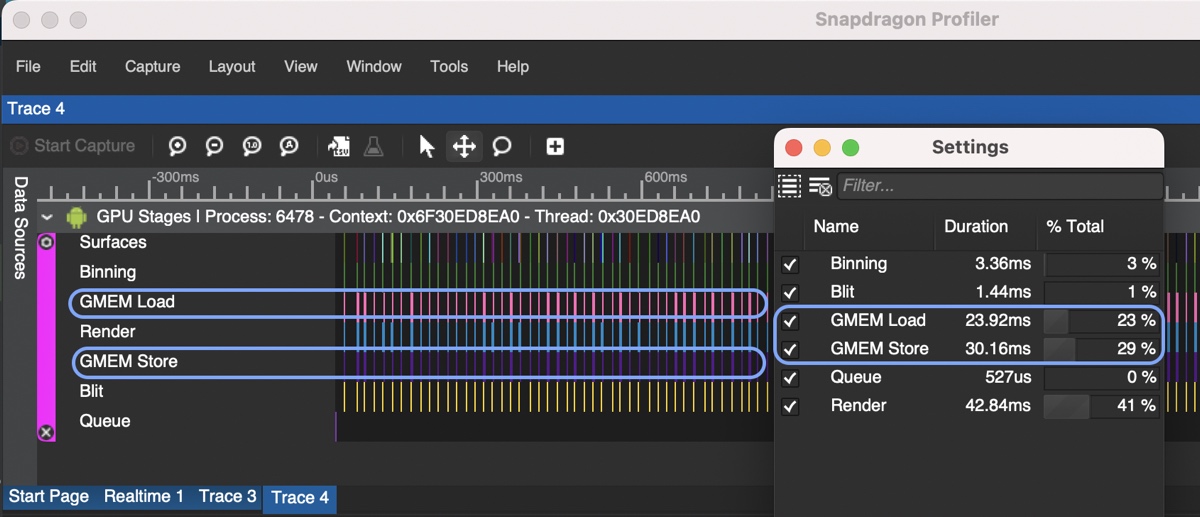 Snapdragon Profiler
File Edit Capture Layout View Window Tools Help
Trace 4
Start Capture
Settings
Filter...
Data Sources
-300ms 0us 300ms 600ms
GPU Stages | Process: 6478 - Context: 0x6F30ED8EA0 - Thread: 0x30ED8EA0
Surfaces
Binning
GMEM Load
Render
GMEM Store
Blit
Queue
Name Duration % Total
Binning 3.36ms 3 %
Blit 1.44ms 1 %
GMEM Load 23.92ms 23 %
GMEM Store 30.16ms 29 %
Queue 527us 0 %
Render 42.84ms 41 %
Start Page Realtime 1 Trace 3 Trace 4